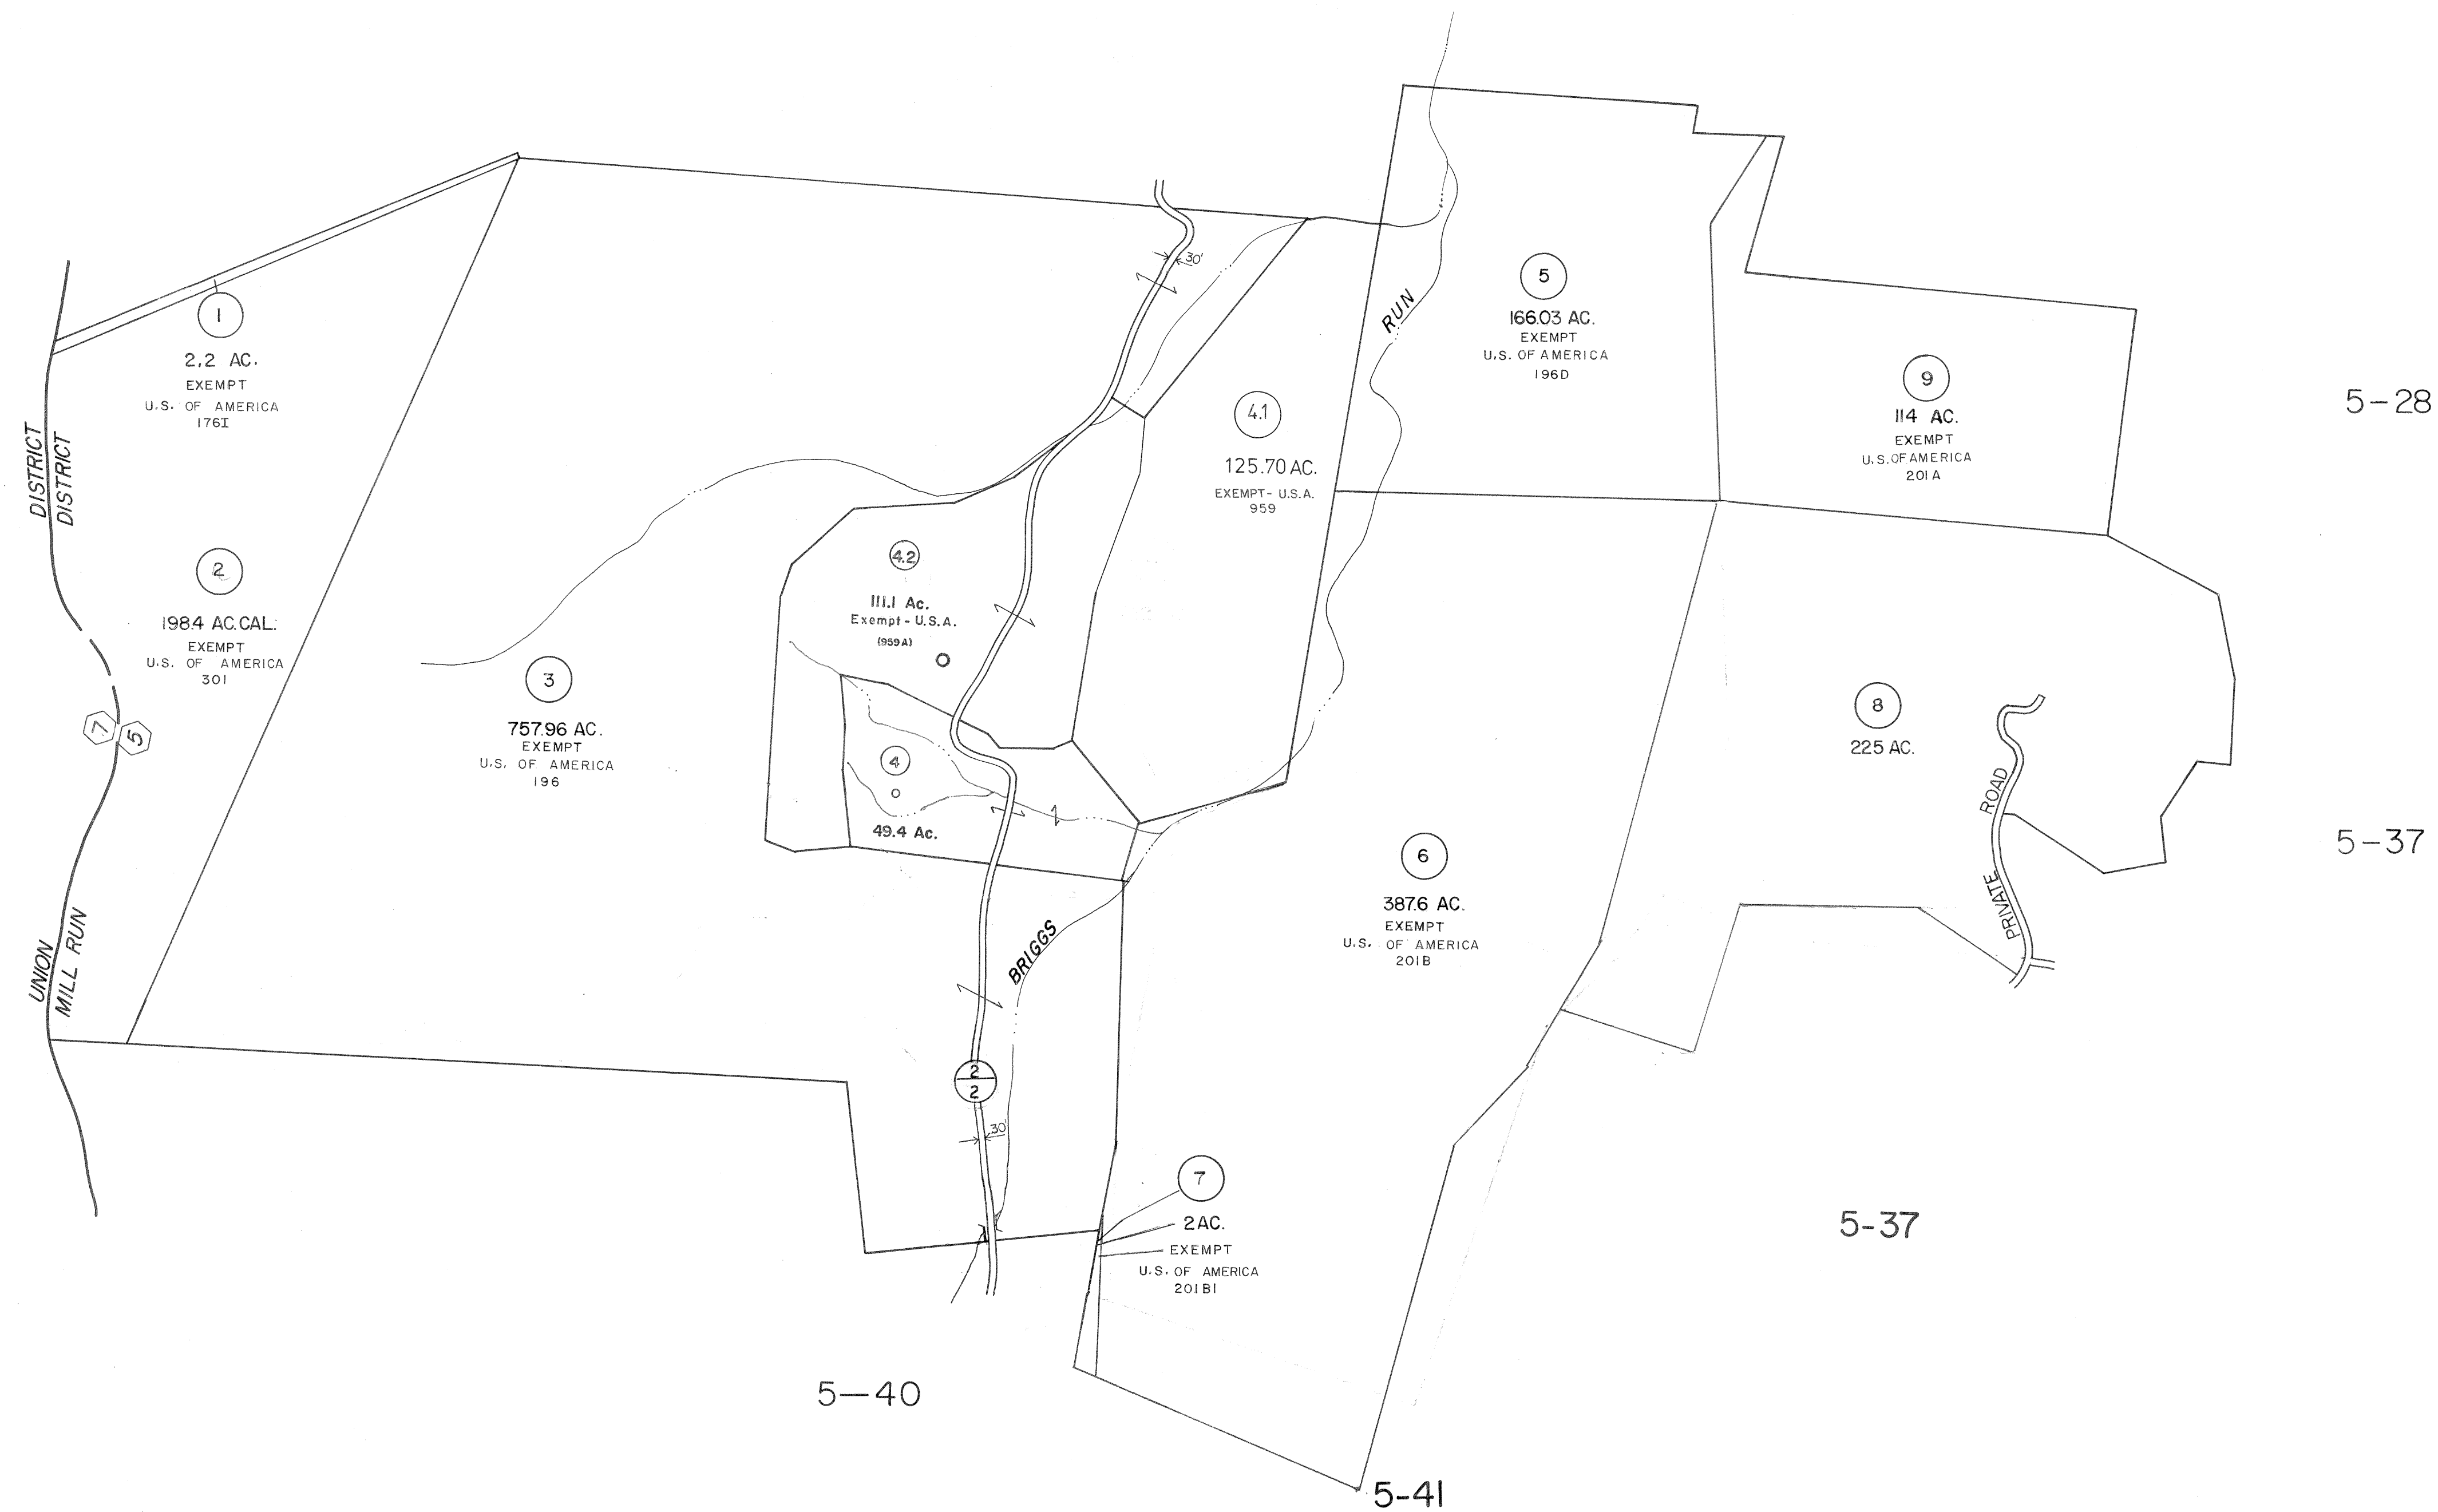 1
2.2 AC.
EXEMPT
U.S. OF AMERICA
176I
DISTRICT
DISTRICT
2
198.4 AC. CAL.
EXEMPT
U.S. OF AMERICA
301
7
5
UNION
MILL RUN
3
757.96 AC.
EXEMPT
U.S. OF AMERICA
196
30'
4.2
111.1 Ac.
Exempt - U.S.A.
(959A)
4
49.4 Ac.
4.1
125.70 AC.
EXEMPT - U.S.A.
959
RUN
BRIGGS
5
166.03 AC.
EXEMPT
U.S. OF AMERICA
196D
9
114 AC.
EXEMPT
U.S. OF AMERICA
201A
5-28
8
225 AC.
PRIVATE ROAD
5-37
6
387.6 AC.
EXEMPT
U.S. OF AMERICA
201B
2
2
30'
7
2 AC.
EXEMPT
U.S. OF AMERICA
201B1
5-37
5-40
5-41